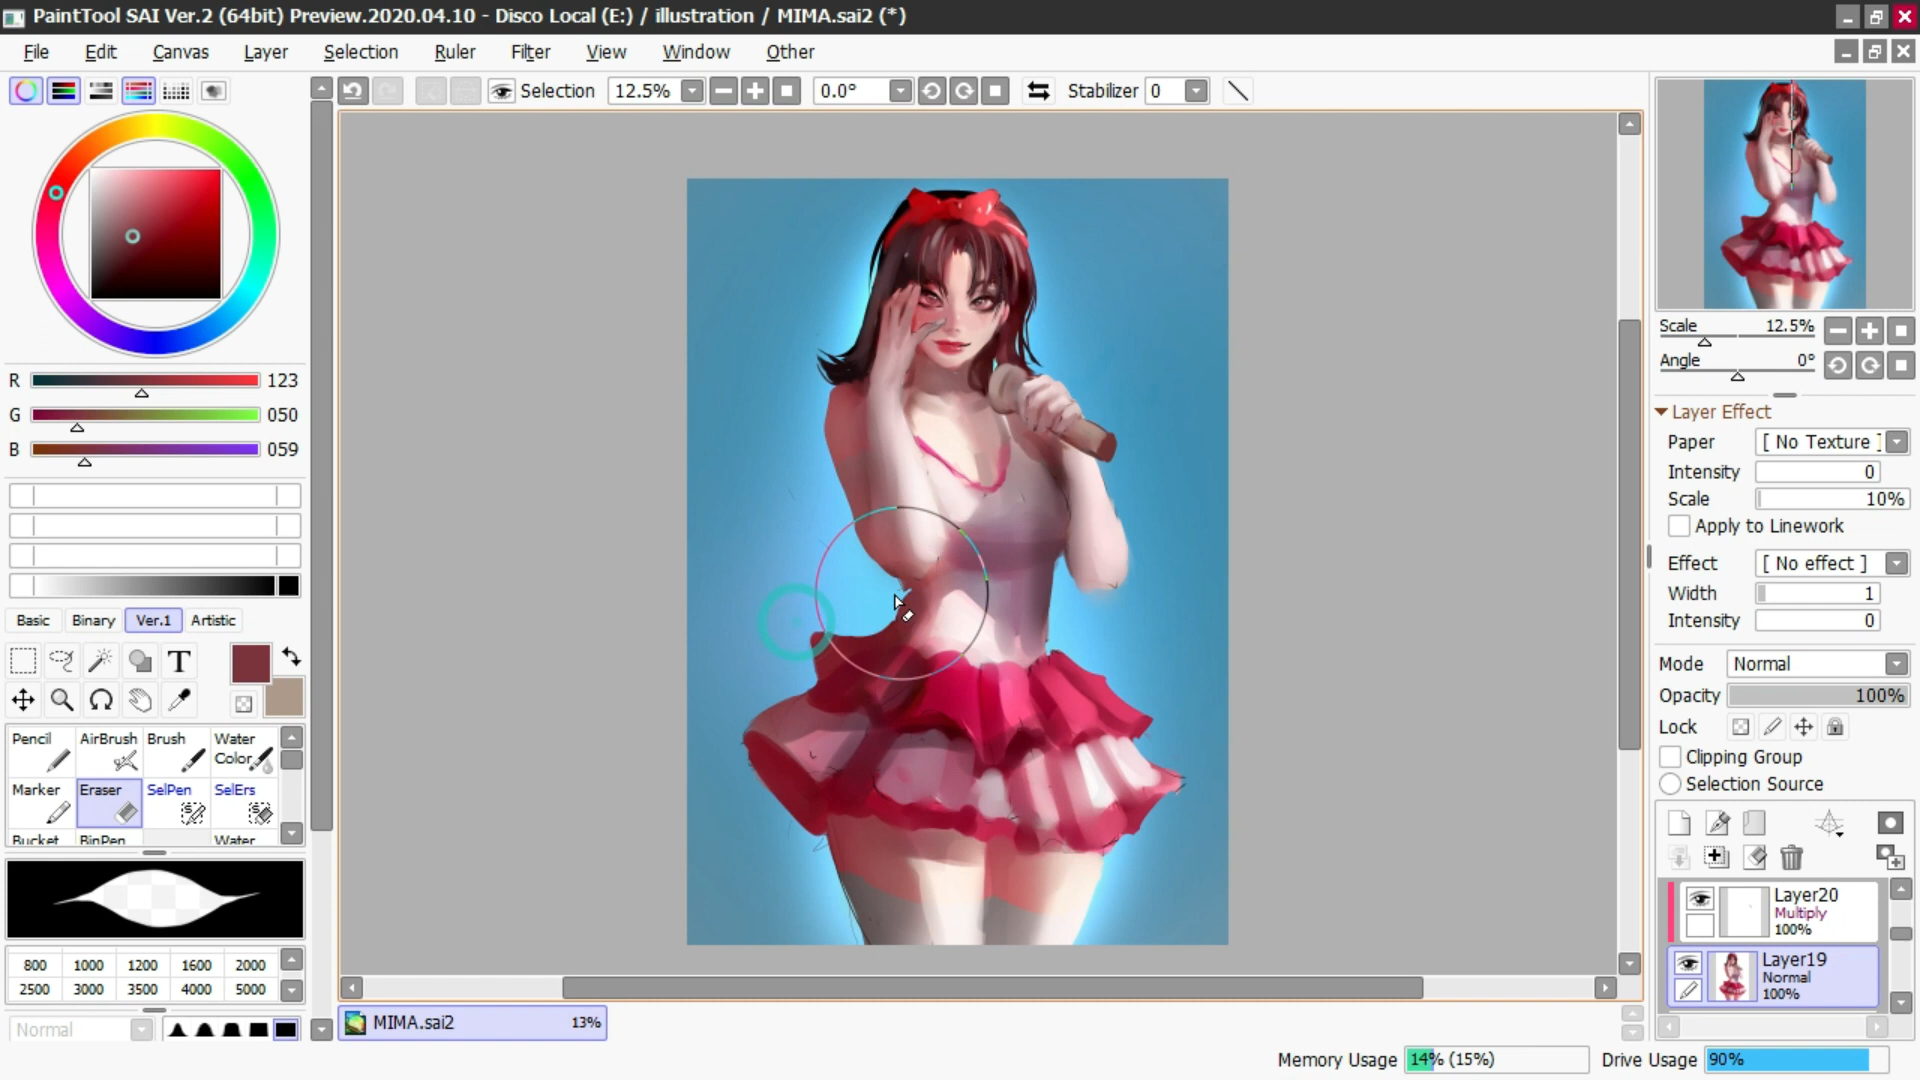 PaintTool SAI Ver.2 (64bit) Preview.2020.04.10 - Disco Local (E:) / illustration / MIMA.sai2 (*)
File Edit Canvas Layer Selection Ruler Filter View Window Other
Selection 12.5% 0.0° Stabilizer 0
R 123
G 050
B 059
Basic Binary Ver.1 Artistic
T
Pencil AirBrush Brush Water Color
Marker Eraser SelPen SelErs
Bucket BinPen Water
800 1000 1200 1600 2000
2500 3000 3500 4000 5000
Normal
MIMA.sai2 13%
Scale 12.5%
Angle 0°
Layer Effect
Paper [ No Texture ]
Intensity 0
Scale 10%
Apply to Linework
Effect [ No effect ]
Width 1
Intensity 0
Mode Normal
Opacity 100%
Lock
Clipping Group
Selection Source
Layer20
Multiply
100%
Layer19
Normal
100%
Memory Usage 14% (15%) Drive Usage 90%